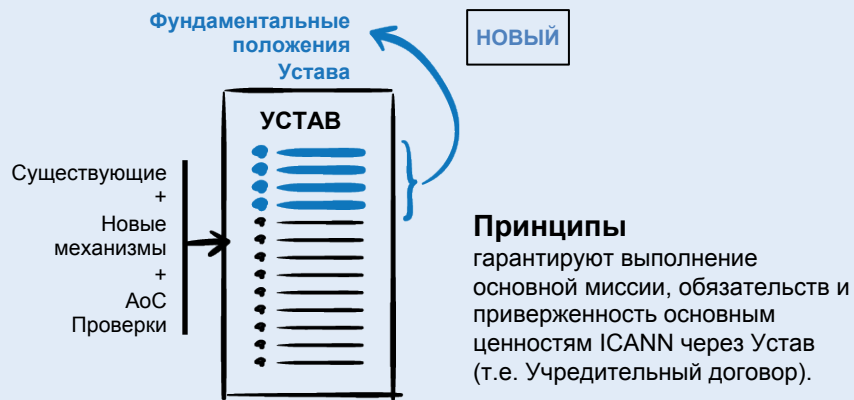 Фундаментальные
положения
Устава
НОВЫЙ
УСТАВ
Существующие
+
Новые
механизмы
+
AoC
Проверки
Принципы
гарантируют выполнение
основной миссии, обязательств и
приверженность основным
ценностям ICANN через Устав
(т.е. Учредительный договор).